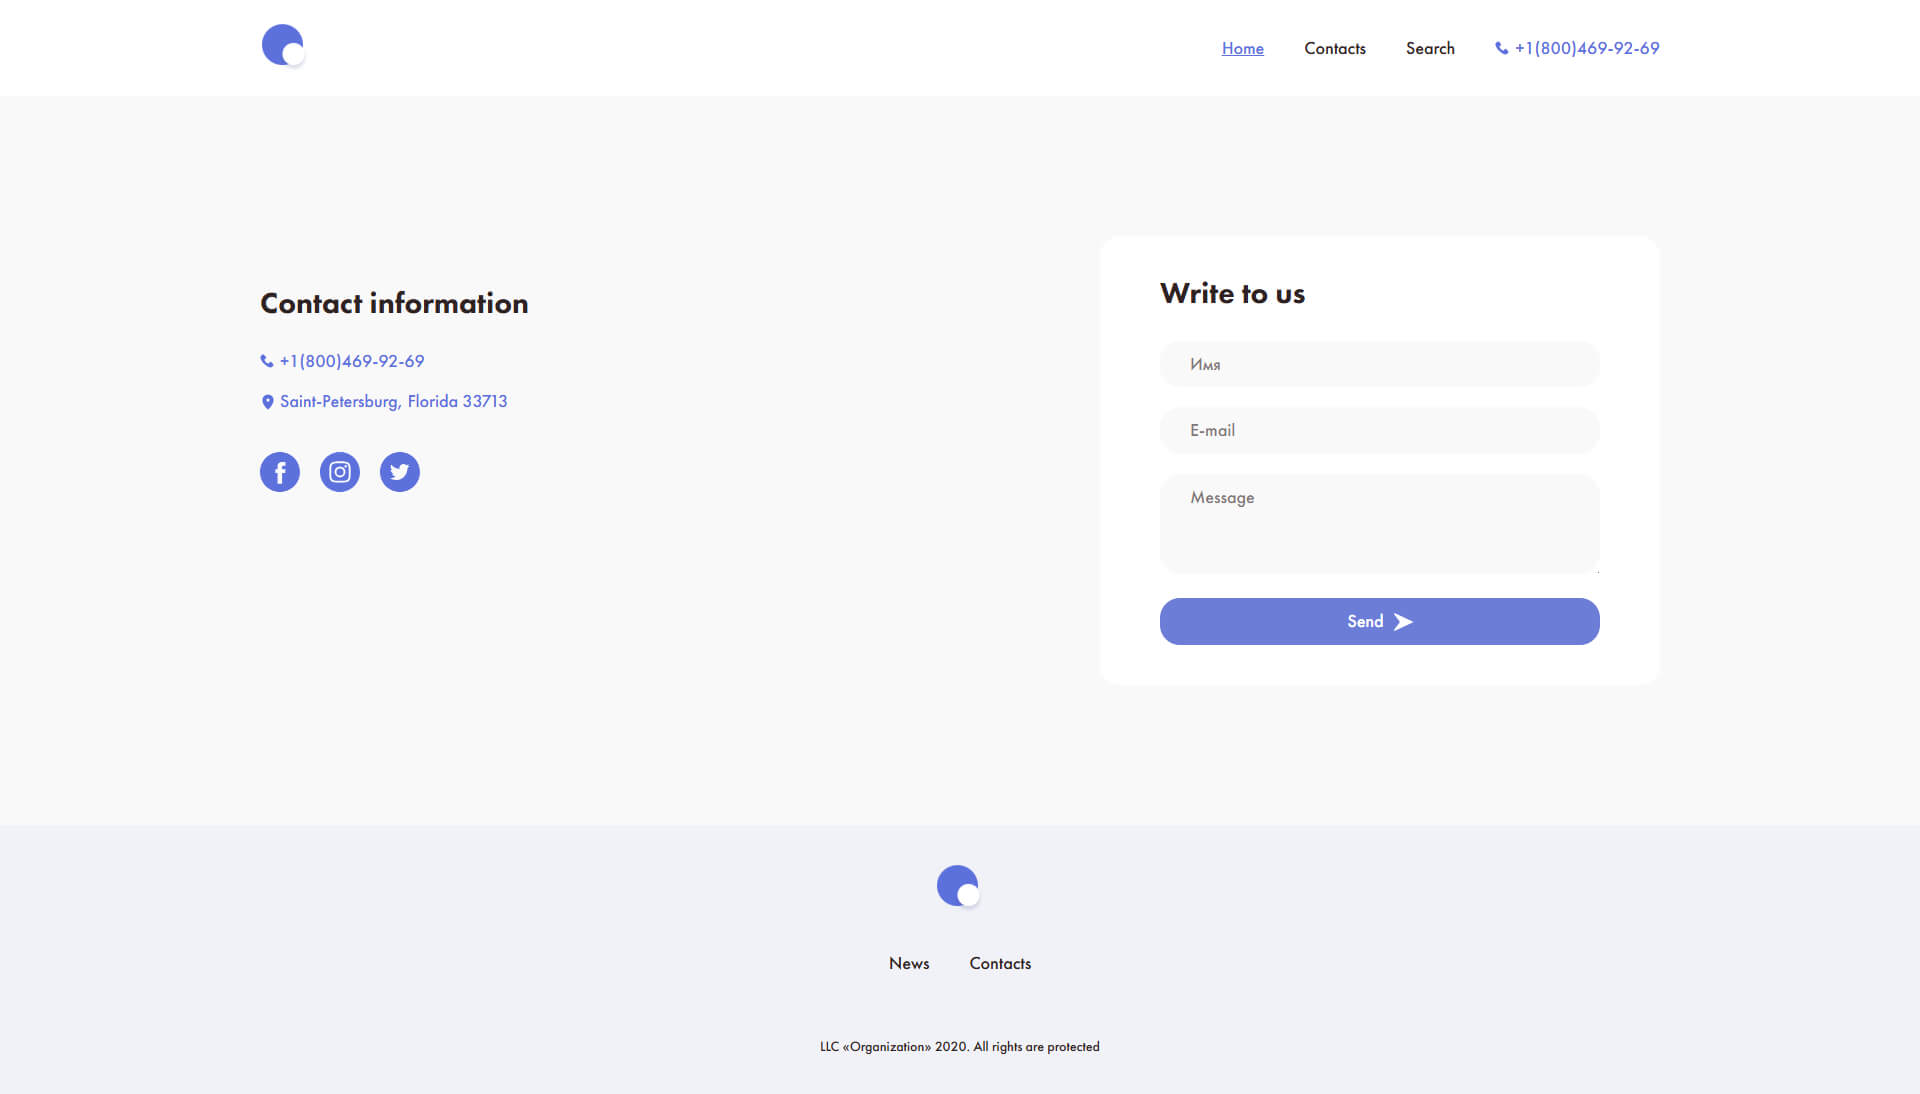 Home Contacts Search +1(800)469-92-69
Contact information
+1(800)469-92-69
Saint-Petersburg, Florida 33713
Write to us
Имя
E-mail
Message
Send
News Contacts
LLC «Organization» 2020. All rights are protected